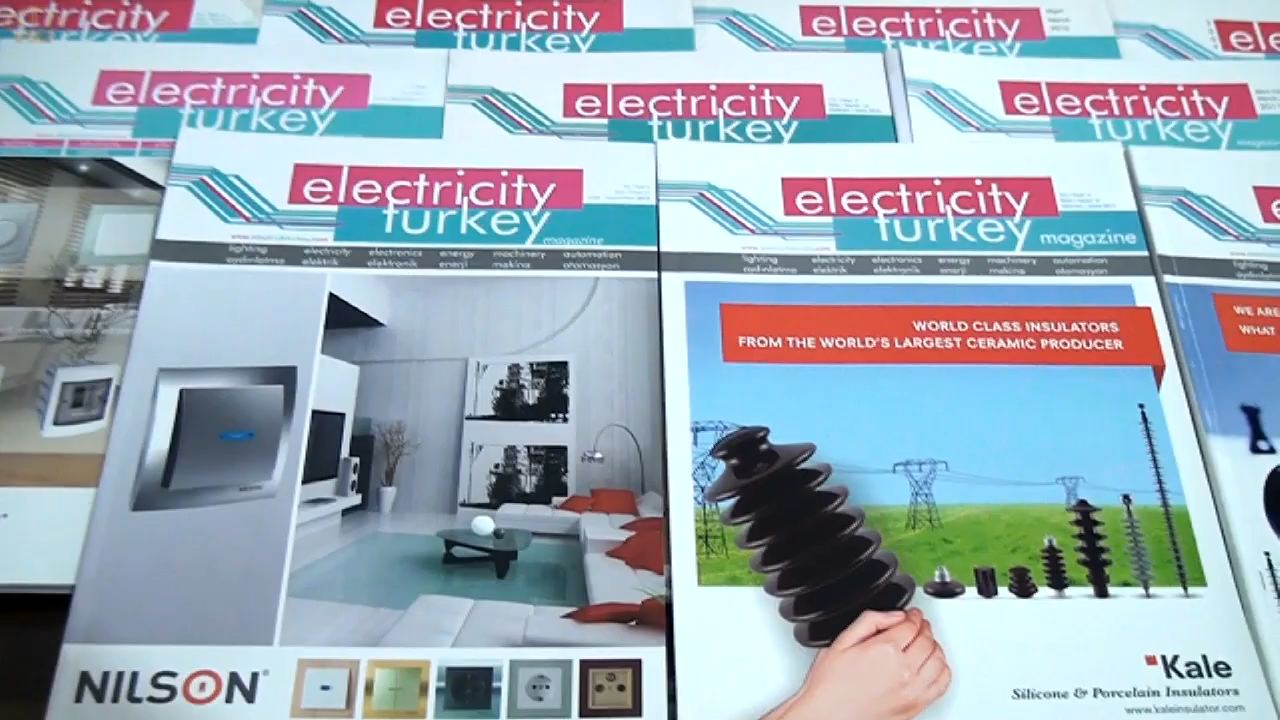 electricity
electricity
turkey
electricity
turkey
ele
electricity
turkey
electricity
turkey
electricity
turkey
magazine
electricity
turkey
magazine
lighting electricity electronics energy machinery automation
aydınlatma elektrik elektronik enerji makina otomasyon
electricity
turkey magazine
lighting electricity electronics energy machinery automation
aydınlatma elektrik elektronik enerji makina otomasyon
WORLD CLASS INSULATORS
FROM THE WORLD'S LARGEST CERAMIC PRODUCER
lighting
WE ARE
WHAT
NILSON
Kale
Silicone & Porcelain Insulators
www.kaleinsulator.com